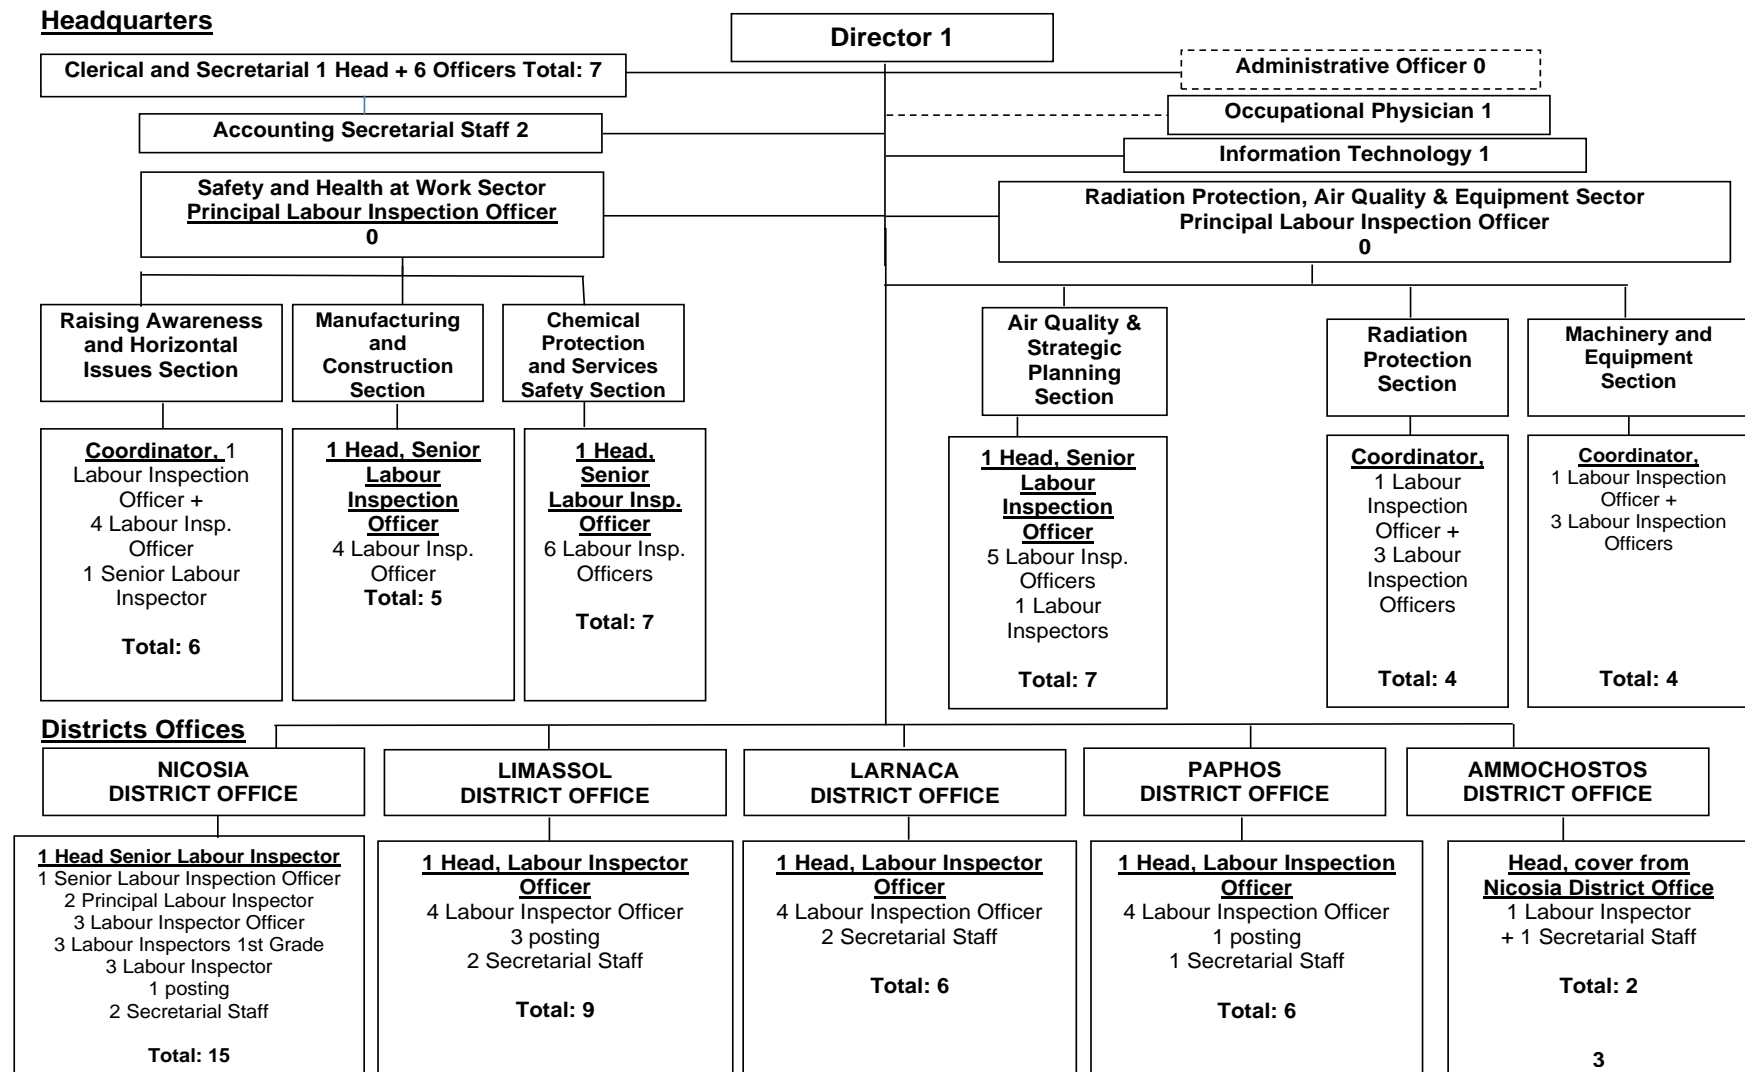 Headquarters
Director 1
Clerical and Secretarial 1 Head + 6 Officers Total: 7
Administrative Officer 0
Accounting Secretarial Staff 2
Occupational Physician 1
Information Technology 1
Safety and Health at Work Sector
Principal Labour Inspection Officer
0
Radiation Protection, Air Quality & Equipment Sector
Principal Labour Inspection Officer
0
Raising Awareness
and Horizontal
Issues Section
Manufacturing
and
Construction
Section
Chemical
Protection
and Services
Safety Section
Air Quality &
Strategic
Planning
Section
Radiation
Protection
Section
Machinery and
Equipment
Section
Coordinator, 1
Labour Inspection
Officer +
4 Labour Insp.
Officer
1 Senior Labour
Inspector
Total: 6
1 Head, Senior
Labour
Inspection
Officer
4 Labour Insp.
Officer
Total: 5
1 Head,
Senior
Labour Insp.
Officer
6 Labour Insp.
Officers
Total: 7
1 Head, Senior
Labour
Inspection
Officer
5 Labour Insp.
Officers
1 Labour
Inspectors
Total: 7
Coordinator,
1 Labour
Inspection
Officer +
3 Labour
Inspection
Officers
Total: 4
Coordinator,
1 Labour Inspection
Officer +
3 Labour Inspection
Officers
Total: 4
Districts Offices
NICOSIA
DISTRICT OFFICE
LIMASSOL
DISTRICT OFFICE
LARNACA
DISTRICT OFFICE
PAPHOS
DISTRICT OFFICE
AMMOCHOSTOS
DISTRICT OFFICE
1 Head Senior Labour Inspector
1 Senior Labour Inspection Officer
2 Principal Labour Inspector
3 Labour Inspector Officer
3 Labour Inspectors 1st Grade
3 Labour Inspector
1 posting
2 Secretarial Staff
Total: 15
1 Head, Labour Inspector
Officer
4 Labour Inspector Officer
3 posting
2 Secretarial Staff
Total: 9
1 Head, Labour Inspector
Officer
4 Labour Inspection Officer
2 Secretarial Staff
Total: 6
1 Head, Labour Inspection
Officer
4 Labour Inspection Officer
1 posting
1 Secretarial Staff
Total: 6
Head, cover from
Nicosia District Office
1 Labour Inspector
+ 1 Secretarial Staff
Total: 2
3